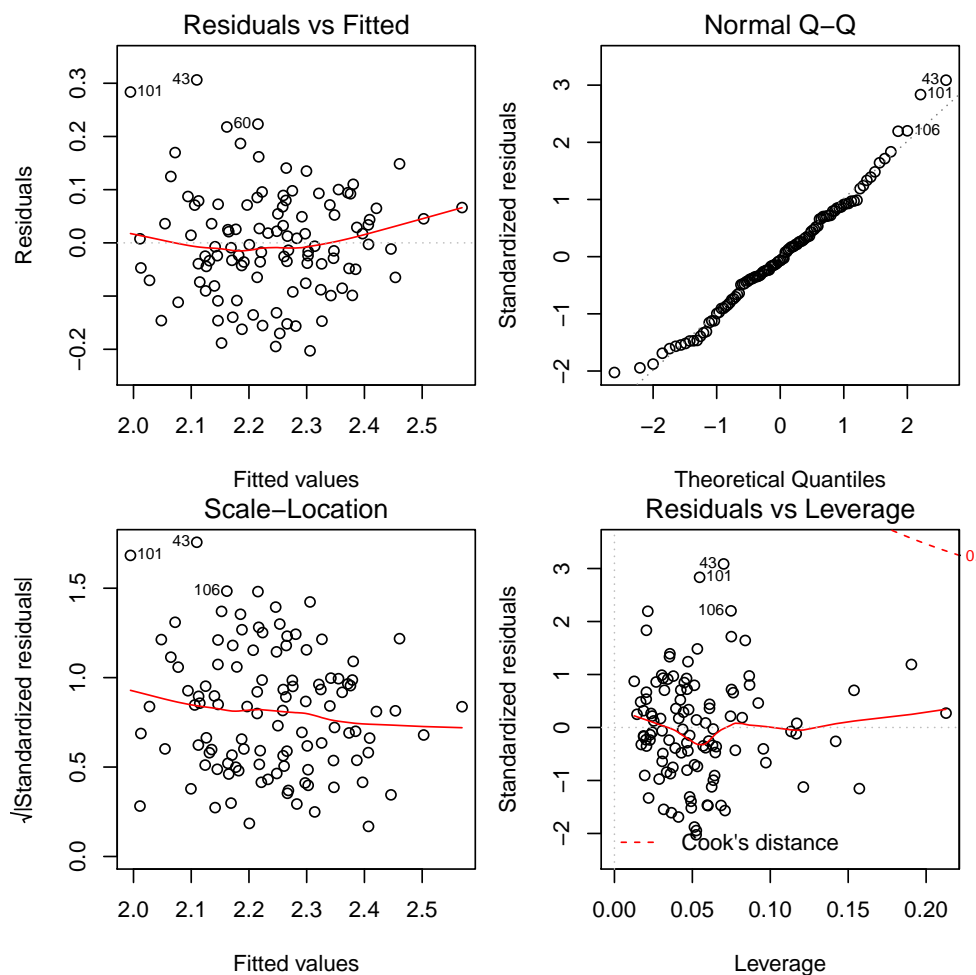 Residuals vs Fitted
Residuals
−0.2 0.0 0.1 0.2 0.3
101
43
60
2.0 2.1 2.2 2.3 2.4 2.5
Fitted values
Normal Q−Q
Standardized residuals
−2 −1 0 1 2 3
43
101
106
−2 −1 0 1 2
Theoretical Quantiles
Scale−Location
√|Standardized residuals|
0.0 0.5 1.0 1.5
101
43
106
2.0 2.1 2.2 2.3 2.4 2.5
Fitted values
Residuals vs Leverage
Standardized residuals
−2 −1 0 1 2 3
43
101
106
0
Cook's distance
0.00 0.05 0.10 0.15 0.20
Leverage